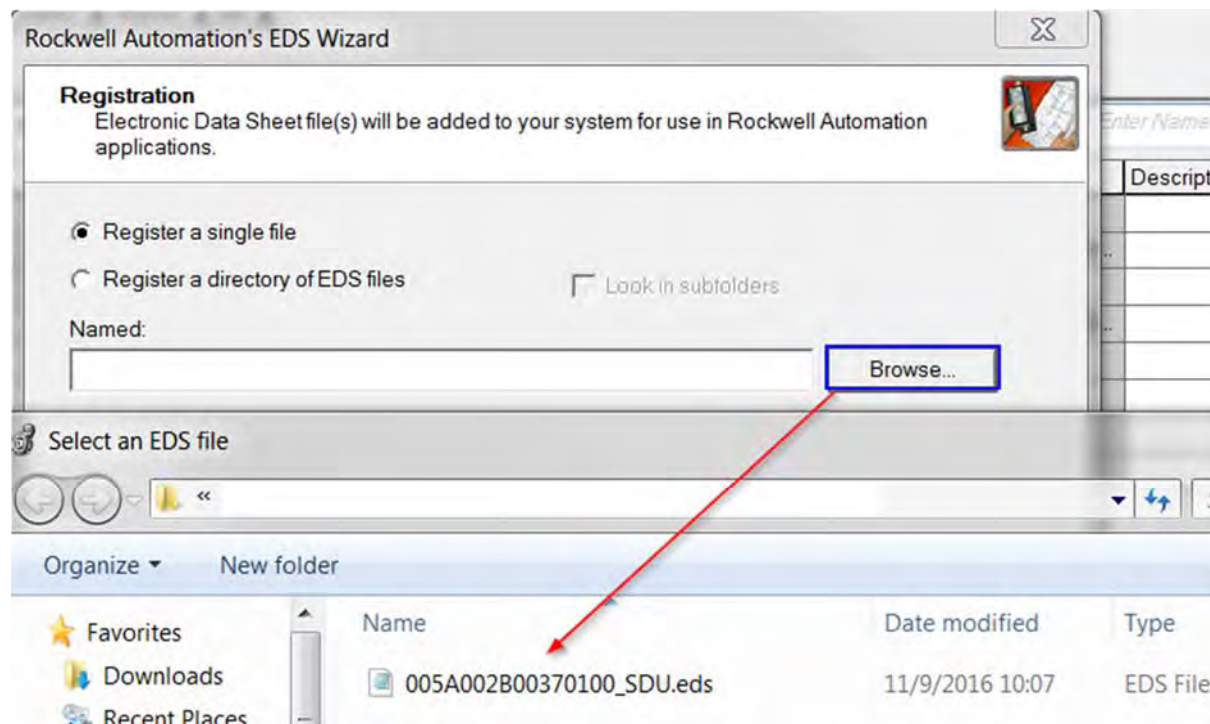 Rockwell Automation's EDS Wizard
Registration
Electronic Data Sheet file(s) will be added to your system for use in Rockwell Automation
applications.
Enter Name
Descript
Register a single file
Register a directory of EDS files
Look in subfolders
Named:
Browse...
Select an EDS file
«
Organize
New folder
Favorites
Name
Date modified
Type
Downloads
005A002B00370100_SDU.eds
11/9/2016 10:07
EDS File
Recent Places